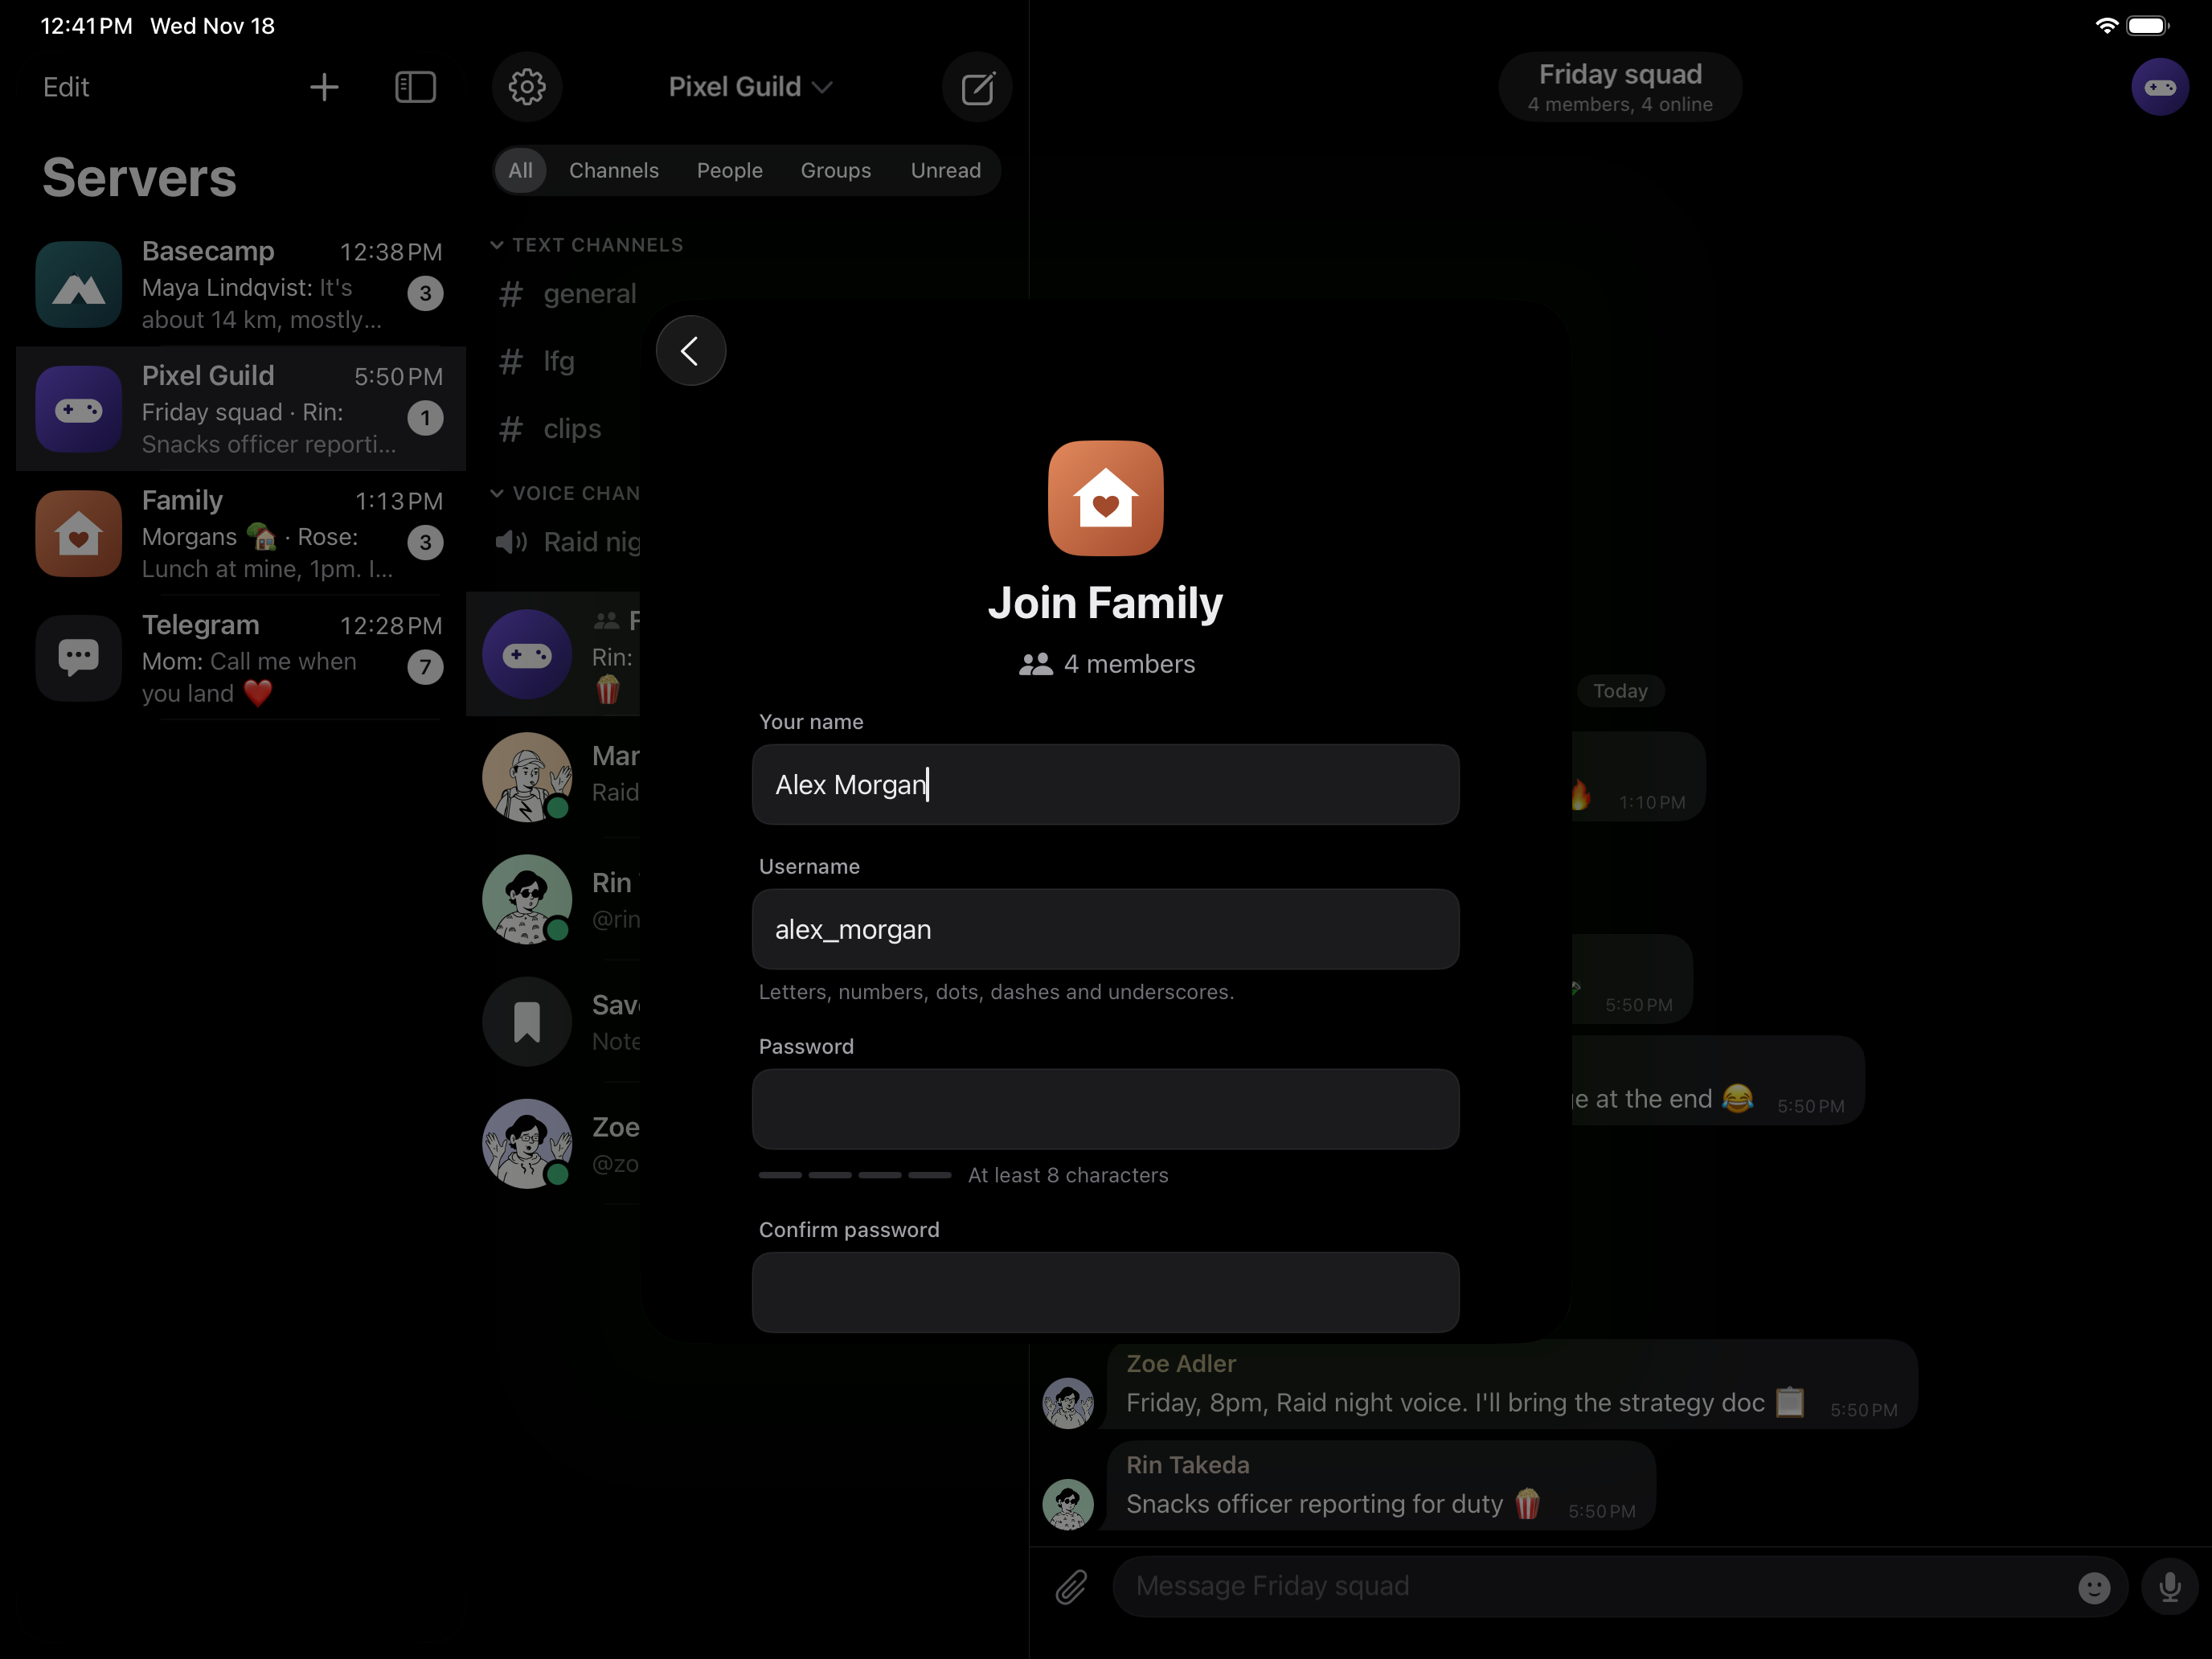 12:41 PM Wed Nov 18
Edit
Servers
Basecamp 12:38 PM
Maya Lindqvist: It's
about 14 km, mostly...
3
Pixel Guild 5:50 PM
Friday squad · Rin:
Snacks officer reporti...
1
Family 1:13 PM
Morgans 🏡 · Rose:
Lunch at mine, 1pm. I...
3
Telegram 12:28 PM
Mom: Call me when
you land ❤️
7
Pixel Guild
All Channels People Groups Unread
TEXT CHANNELS
# general
# lfg
# clips
VOICE CHAN
Raid nig
F
Rin:
🍿
Mar
Raid
Rin
@rin
Save
Note
Zoe
@zo
Join Family
4 members
Your name
Alex Morgan
Username
alex_morgan
Letters, numbers, dots, dashes and underscores.
Password
At least 8 characters
Confirm password
Friday squad
4 members, 4 online
Today
🔥 1:10 PM
5:50 PM
ge at the end 😂 5:50 PM
Zoe Adler
Friday, 8pm, Raid night voice. I'll bring the strategy doc 📋 5:50 PM
Rin Takeda
Snacks officer reporting for duty 🍿 5:50 PM
Message Friday squad